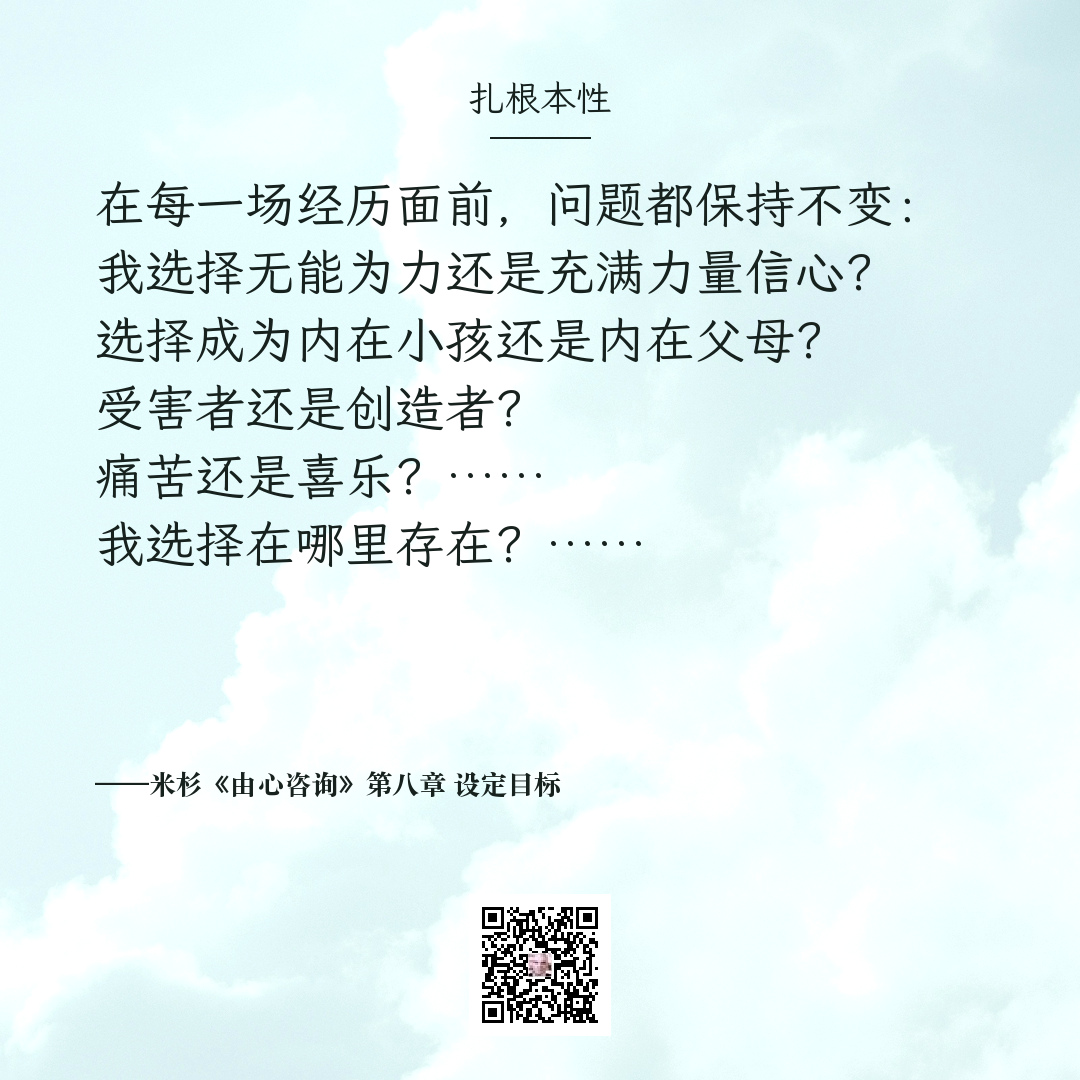 扎根本性
在每一场经历面前，问题都保持不变：
我选择无能为力还是充满力量信心？
选择成为内在小孩还是内在父母？
受害者还是创造者？
痛苦还是喜乐？……
我选择在哪里存在？……
——米杉《由心咨询》第八章 设定目标